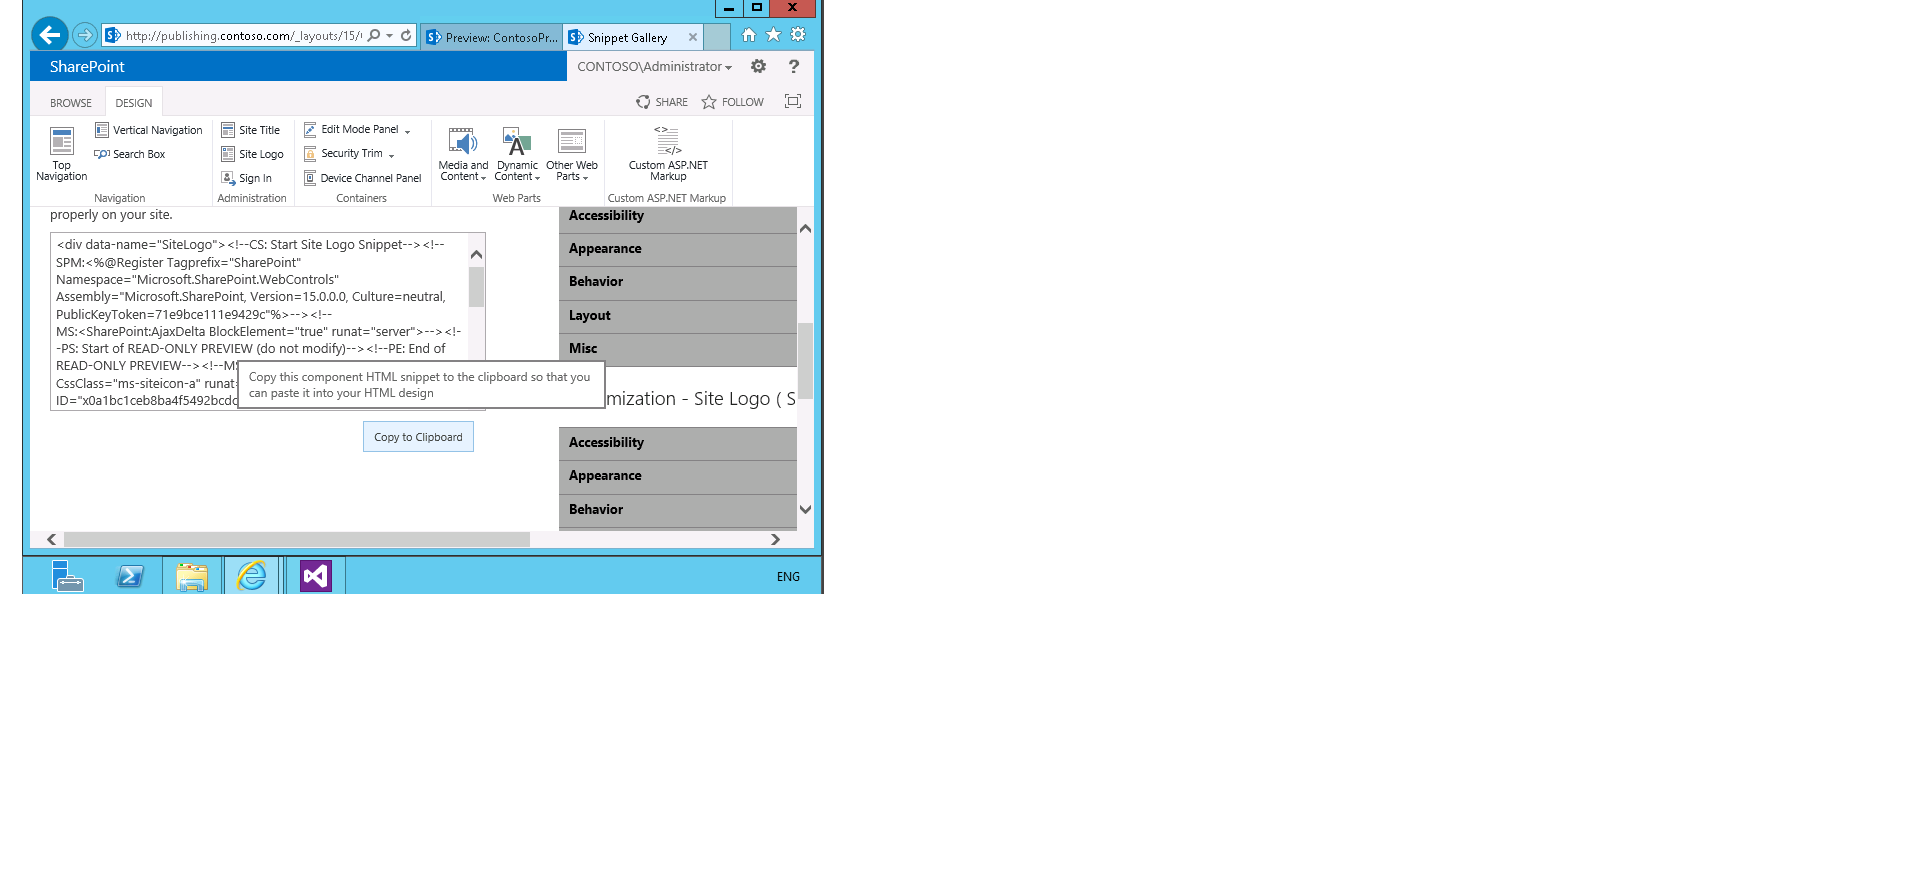 http://publishing.contoso.com/_layouts/15/
Preview: ContosoPr...
Snippet Gallery
SharePoint
CONTOSO\Administrator
BROWSE
DESIGN
SHARE
FOLLOW
Top Navigation
Vertical Navigation
Search Box
Navigation
Site Title
Site Logo
Sign In
Administration
Edit Mode Panel
Security Trim
Device Channel Panel
Containers
Media and Content
Dynamic Content
Other Web Parts
Web Parts
Custom ASP.NET Markup
Custom ASP.NET Markup
properly on your site.
<div data-name="SiteLogo"><!--CS: Start Site Logo Snippet--><!--
SPM:<%@Register Tagprefix="SharePoint"
Namespace="Microsoft.SharePoint.WebControls"
Assembly="Microsoft.SharePoint, Version=15.0.0.0, Culture=neutral,
PublicKeyToken=71e9bce111e9429c"%>--><!--
MS:<SharePoint:AjaxDelta BlockElement="true" runat="server">--><!-
-PS: Start of READ-ONLY PREVIEW (do not modify)--><!--PE: End of
READ-ONLY PREVIEW--><!--MS
CssClass="ms-siteicon-a" runat=
ID="x0a1bc1ceb8ba4f5492bcdc
Copy this component HTML snippet to the clipboard so that you
can paste it into your HTML design
Copy to Clipboard
Accessibility
Appearance
Behavior
Layout
Misc
mization - Site Logo ( S
Accessibility
Appearance
Behavior
ENG